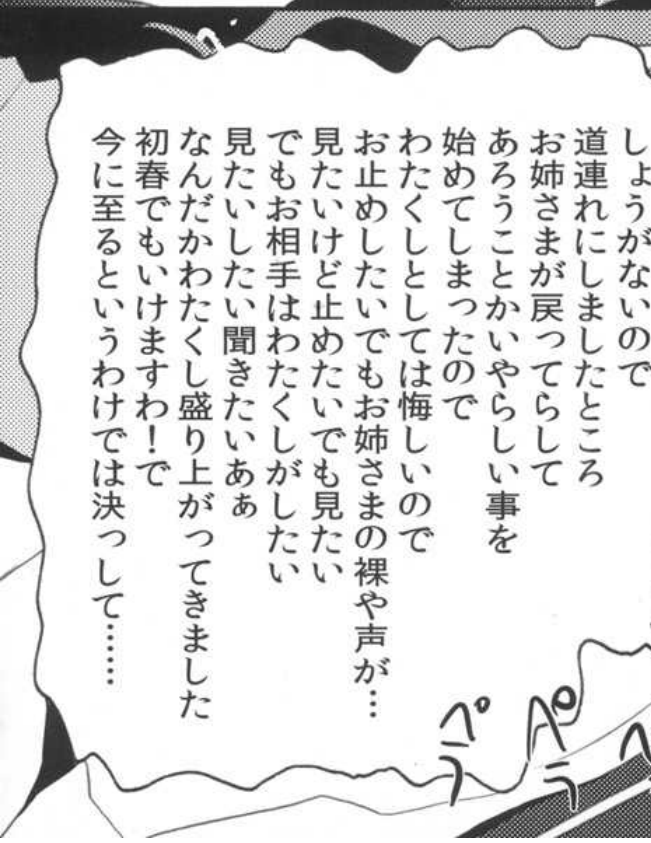 しょうがないので
道連れにしましたところ
お姉さまが戻ってらして
あろうことかいやらしい事を
始めてしまったので
わたくしとしては悔しいので
お止めしたいでもお姉さまの裸や声が…
見たいけど止めたいでも見たい
でもお相手はわたくしがしたい
見たいしたい聞きたいあぁ
なんだかわたくし盛り上がってきました
初春でもいけますわ！で
今に至るというわけでは決っして……
ペラ
ペラ